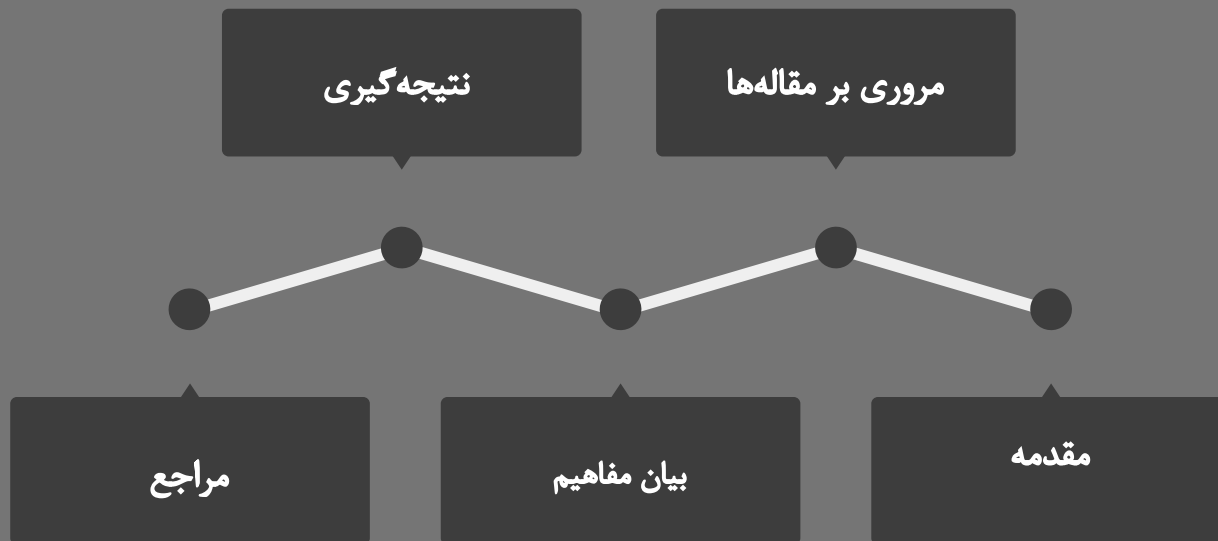 مروری بر مقاله‌ها
نتیجه‌گیری
مقدمه
بیان مفاهیم
مراجع